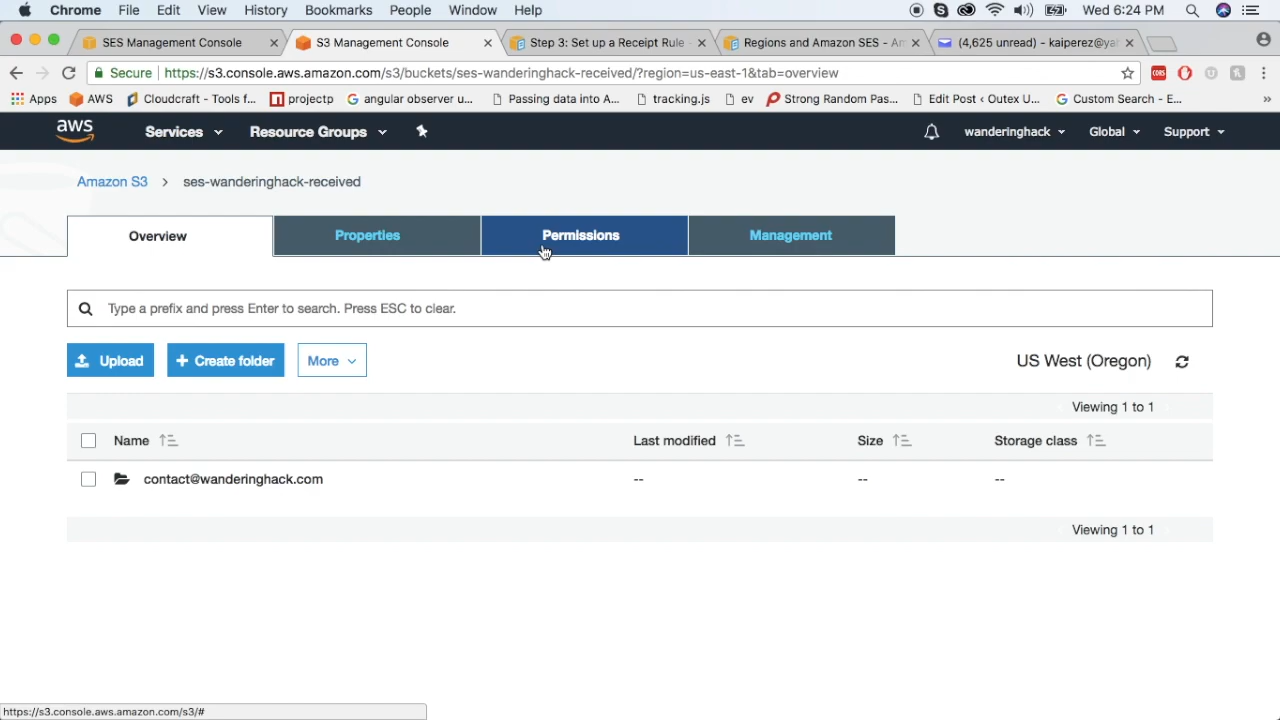 Chrome File Edit View History Bookmarks People Window Help Wed 6:24 PM
SES Management Console S3 Management Console Step 3: Set up a Receipt Rule - Regions and Amazon SES - Am (4,625 unread) - kaiperez@ya
Secure https://s3.console.aws.amazon.com/s3/buckets/ses-wanderinghack-received/?region=us-east-1&tab=overview
Apps AWS Cloudcraft - Tools f... projectp angular observer u... Passing data into A... tracking.js ev Strong Random Pas... Edit Post ‹ Outex U... Custom Search - E... »
aws Services Resource Groups wanderinghack Global Support
Amazon S3 > ses-wanderinghack-received
Overview Properties Permissions Management
Type a prefix and press Enter to search. Press ESC to clear.
Upload + Create folder More US West (Oregon)
Viewing 1 to 1
Name Last modified Size Storage class
contact@wanderinghack.com -- -- --
Viewing 1 to 1
https://s3.console.aws.amazon.com/s3/#